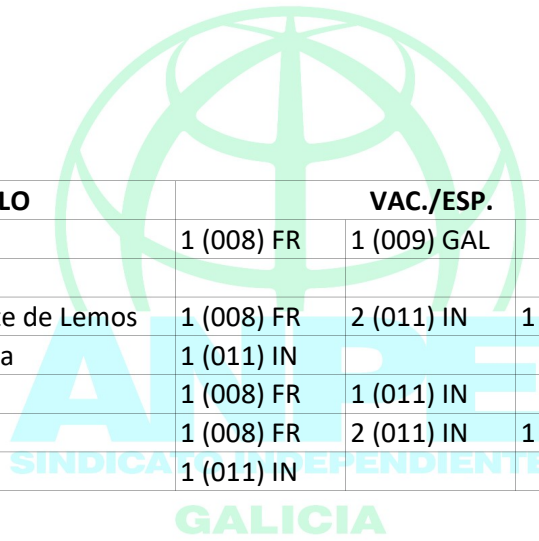 LO VAC./ESP.
1 (008) FR 1 (009) GAL
te de Lemos 1 (008) FR 2 (011) IN 1
a 1 (011) IN
1 (008) FR 1 (011) IN
1 (008) FR 2 (011) IN 1
1 (011) IN
ANPE
SINDICATO INDEPENDIENTE
GALICIA